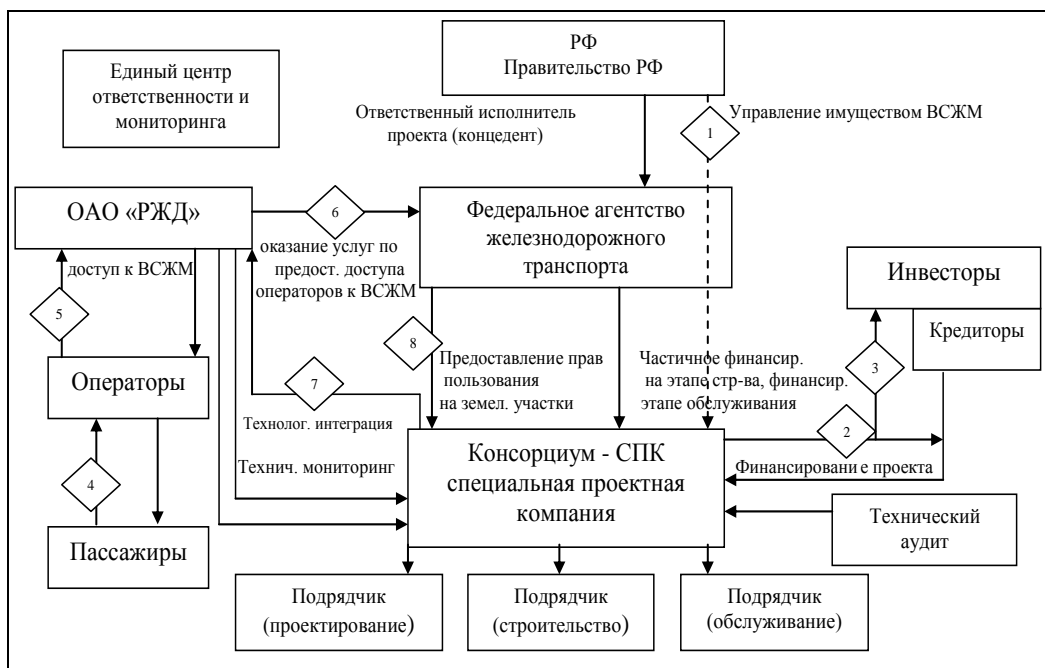 РФ
Правительство РФ
Единый центр
ответственности и
мониторинга
Ответственный исполнитель
проекта (концедент)
1
Управление имуществом ВСЖМ
ОАО «РЖД»
6
Федеральное агентство
железнодорожного
транспорта
оказание услуг по
предост. доступа
операторов к ВСЖМ
доступ к ВСЖМ
5
Инвесторы
Кредиторы
8
3
Операторы
7
Предоставление прав
пользования
на земел. участки
Частичное финансир.
на этапе стр-ва, финансир.
этапе обслуживания
Технолог. интеграция
2
Консорциум - СПК
специальная проектная
компания
Технич. мониторинг
Финансировани е проекта
4
Технический
аудит
Пассажиры
Подрядчик
(проектирование)
Подрядчик
(строительство)
Подрядчик
(обслуживание)